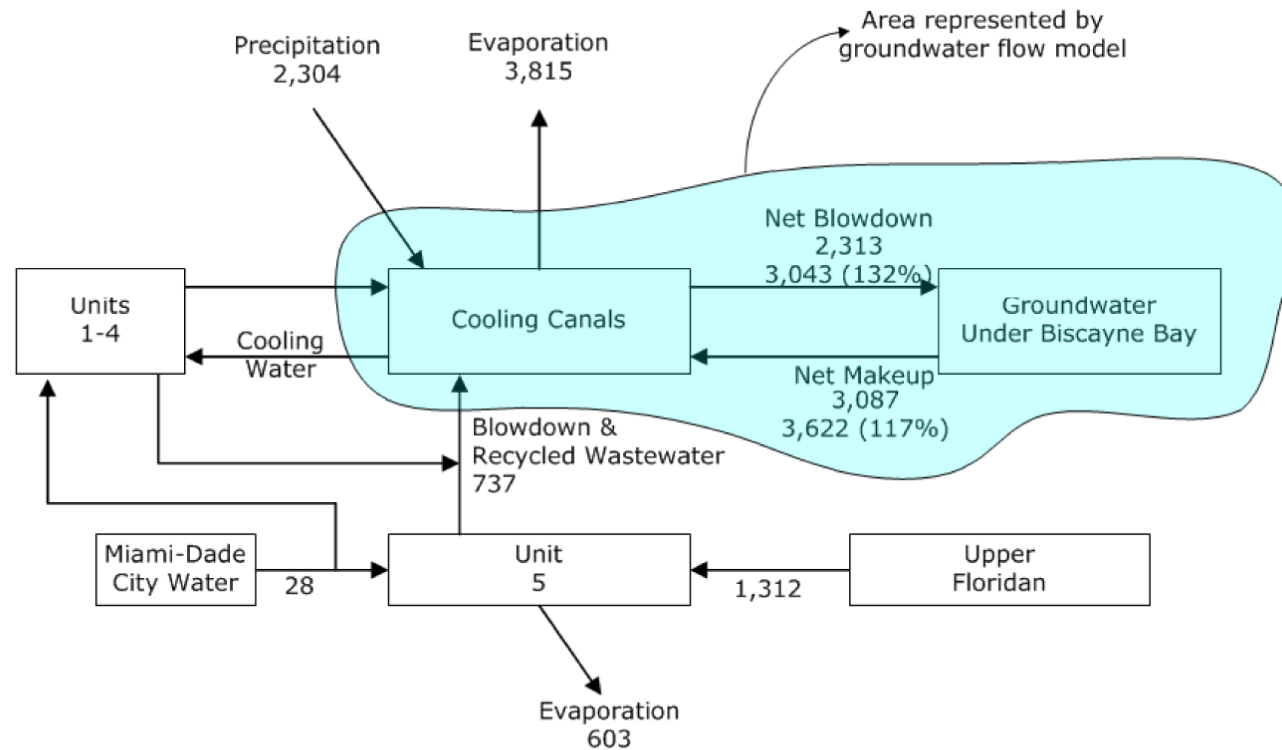 Area represented by
groundwater flow model
Precipitation
2,304
Evaporation
3,815
Net Blowdown
2,313
3,043 (132%)
Units
1-4
Cooling Canals
Groundwater
Under Biscayne Bay
Cooling
Water
Net Makeup
3,087
3,622 (117%)
Blowdown &
Recycled Wastewater
737
Miami-Dade
City Water
28
Unit
5
1,312
Upper
Floridan
Evaporation
603